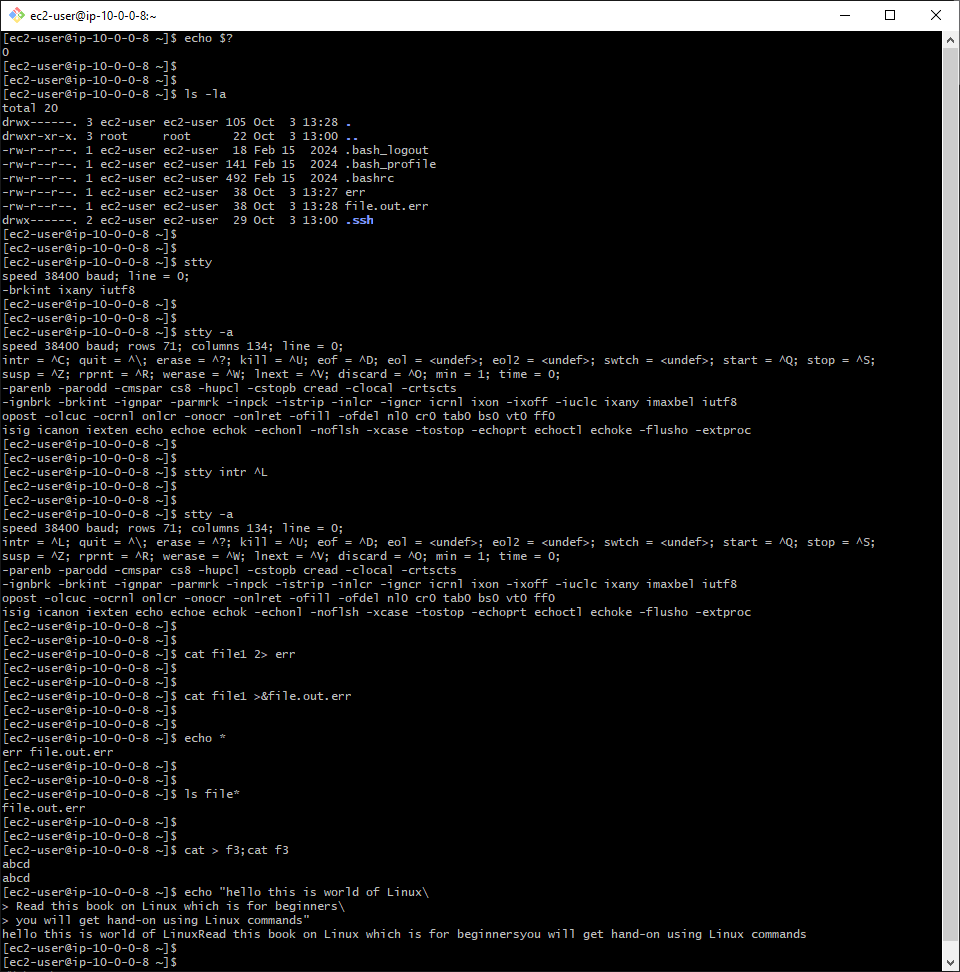 ec2-user@ip-10-0-0-8:~
[ec2-user@ip-10-0-0-8 ~]$ echo $?
0
[ec2-user@ip-10-0-0-8 ~]$
[ec2-user@ip-10-0-0-8 ~]$
[ec2-user@ip-10-0-0-8 ~]$ ls -la
total 20
drwx------. 3 ec2-user ec2-user 105 Oct  3 13:28 .
drwxr-xr-x. 3 root     root      22 Oct  3 13:00 ..
-rw-r--r--. 1 ec2-user ec2-user  18 Feb 15  2024 .bash_logout
-rw-r--r--. 1 ec2-user ec2-user 141 Feb 15  2024 .bash_profile
-rw-r--r--. 1 ec2-user ec2-user 492 Feb 15  2024 .bashrc
-rw-r--r--. 1 ec2-user ec2-user  38 Oct  3 13:27 err
-rw-r--r--. 1 ec2-user ec2-user  38 Oct  3 13:28 file.out.err
drwx------. 2 ec2-user ec2-user  29 Oct  3 13:00 .ssh
[ec2-user@ip-10-0-0-8 ~]$
[ec2-user@ip-10-0-0-8 ~]$
[ec2-user@ip-10-0-0-8 ~]$ stty
speed 38400 baud; line = 0;
-brkint ixany iutf8
[ec2-user@ip-10-0-0-8 ~]$
[ec2-user@ip-10-0-0-8 ~]$
[ec2-user@ip-10-0-0-8 ~]$ stty -a
speed 38400 baud; rows 71; columns 134; line = 0;
intr = ^C; quit = ^\; erase = ^?; kill = ^U; eof = ^D; eol = <undef>; eol2 = <undef>; swtch = <undef>; start = ^Q; stop = ^S;
susp = ^Z; rprnt = ^R; werase = ^W; lnext = ^V; discard = ^O; min = 1; time = 0;
-parenb -parodd -cmspar cs8 -hupcl -cstopb cread -clocal -crtscts
-ignbrk -brkint -ignpar -parmrk -inpck -istrip -inlcr -igncr icrnl ixon -ixoff -iuclc ixany imaxbel iutf8
opost -olcuc -ocrnl onlcr -onocr -onlret -ofill -ofdel nl0 cr0 tab0 bs0 vt0 ff0
isig icanon iexten echo echoe echok -echonl -noflsh -xcase -tostop -echoprt echoctl echoke -flusho -extproc
[ec2-user@ip-10-0-0-8 ~]$
[ec2-user@ip-10-0-0-8 ~]$
[ec2-user@ip-10-0-0-8 ~]$ stty intr ^L
[ec2-user@ip-10-0-0-8 ~]$
[ec2-user@ip-10-0-0-8 ~]$
[ec2-user@ip-10-0-0-8 ~]$ stty -a
speed 38400 baud; rows 71; columns 134; line = 0;
intr = ^L; quit = ^\; erase = ^?; kill = ^U; eof = ^D; eol = <undef>; eol2 = <undef>; swtch = <undef>; start = ^Q; stop = ^S;
susp = ^Z; rprnt = ^R; werase = ^W; lnext = ^V; discard = ^O; min = 1; time = 0;
-parenb -parodd -cmspar cs8 -hupcl -cstopb cread -clocal -crtscts
-ignbrk -brkint -ignpar -parmrk -inpck -istrip -inlcr -igncr icrnl ixon -ixoff -iuclc ixany imaxbel iutf8
opost -olcuc -ocrnl onlcr -onocr -onlret -ofill -ofdel nl0 cr0 tab0 bs0 vt0 ff0
isig icanon iexten echo echoe echok -echonl -noflsh -xcase -tostop -echoprt echoctl echoke -flusho -extproc
[ec2-user@ip-10-0-0-8 ~]$
[ec2-user@ip-10-0-0-8 ~]$
[ec2-user@ip-10-0-0-8 ~]$ cat file1 2> err
[ec2-user@ip-10-0-0-8 ~]$
[ec2-user@ip-10-0-0-8 ~]$
[ec2-user@ip-10-0-0-8 ~]$ cat file1 >&file.out.err
[ec2-user@ip-10-0-0-8 ~]$
[ec2-user@ip-10-0-0-8 ~]$
[ec2-user@ip-10-0-0-8 ~]$ echo *
err file.out.err
[ec2-user@ip-10-0-0-8 ~]$
[ec2-user@ip-10-0-0-8 ~]$
[ec2-user@ip-10-0-0-8 ~]$ ls file*
file.out.err
[ec2-user@ip-10-0-0-8 ~]$
[ec2-user@ip-10-0-0-8 ~]$
[ec2-user@ip-10-0-0-8 ~]$ cat > f3;cat f3
abcd
abcd
[ec2-user@ip-10-0-0-8 ~]$ echo "hello this is world of Linux\
> Read this book on Linux which is for beginners\
> you will get hand-on using Linux commands"
hello this is world of LinuxRead this book on Linux which is for beginnersyou will get hand-on using Linux commands
[ec2-user@ip-10-0-0-8 ~]$
[ec2-user@ip-10-0-0-8 ~]$